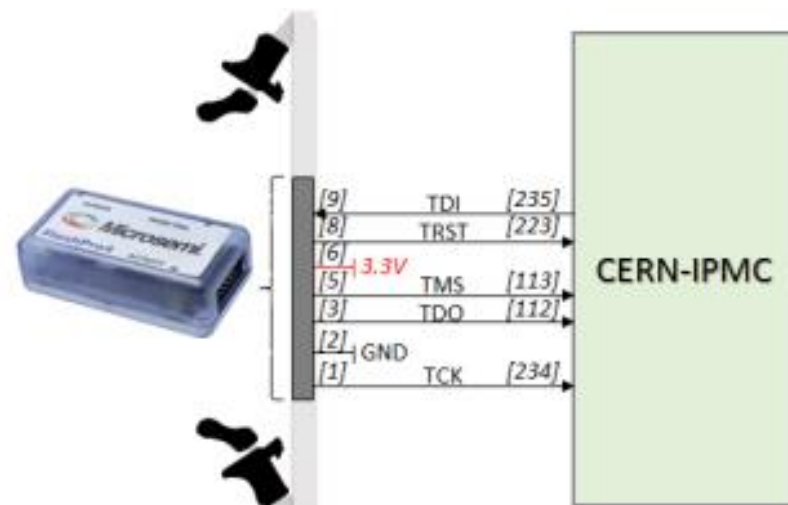 Microsemi
FlashPro4
[9] TDI [235]
[8] TRST [223]
[6]
3.3V
[5] TMS [113]
[3] TDO [112]
[2]
GND
[1] TCK [234]
CERN-IPMC